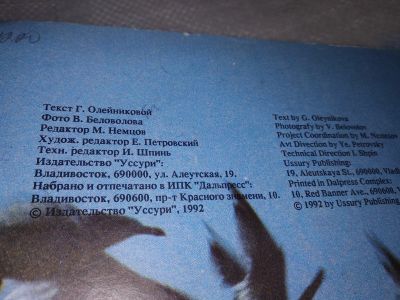 Текст Г. Олейниковой
Фото В. Беловолова
Редактор М. Немцов
Худож. редактор Е. Петровский
Техн. редактор И. Шпинь
Издательство "Уссури":
Владивосток, 690000, ул. Алеутская, 19.
Набрано и отпечатано в ИПК "Дальпресс":
Владивосток, 690600, пр-т Красного знамени, 10.
© Издательство "Уссури", 1992
Text by G. Oleynikova
Photografy by V. Belovolov
Project Coordination by M. Nemtsov
Avt Direction by Ye. Petrovsky
Technical Direction I. Shpin
Ussury Publishing:
19, Aleutskaya St., 690000,
Printed in Dalpress Complex:
10, Red Banner Ave., 690600,
© 1992 by Ussury Publishing